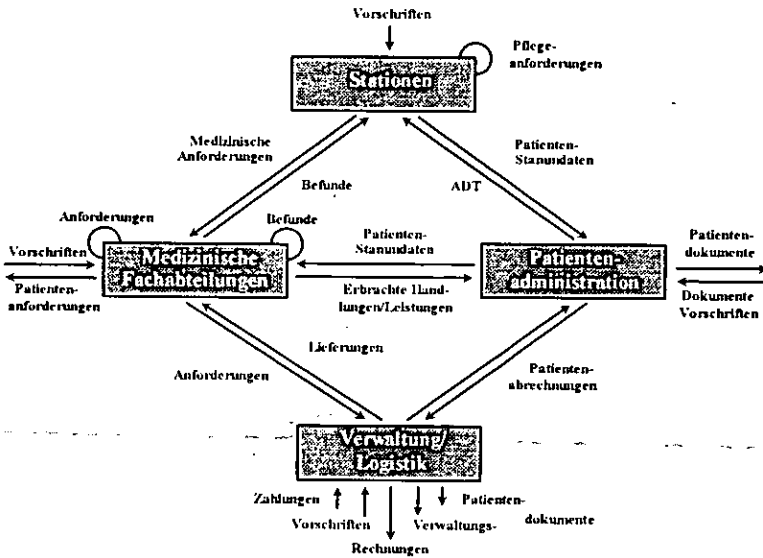 Vorschriften
Pflege-
anforderungen
Stationen
Medizinische
Anforderungen
Befunde
Patienten-
Stanundaten
ADT
Anforderungen
Befunde
Vorschriften
Patienten-
anforderungen
Medizinische
Fachabteilungen
Patienten-
Stanundaten
Erbrachte Hand-
lungen/Leistungen
Patienten-
administration
Patienten-
dokumente
Dokumente
Vorschriften
Lieferungen
Anforderungen
Patienten-
abrechnungen
Verwaltung/
Logistik
Zahlungen
Patienten-
Vorschriften
Verwaltungs-
dokumente
Rechnungen